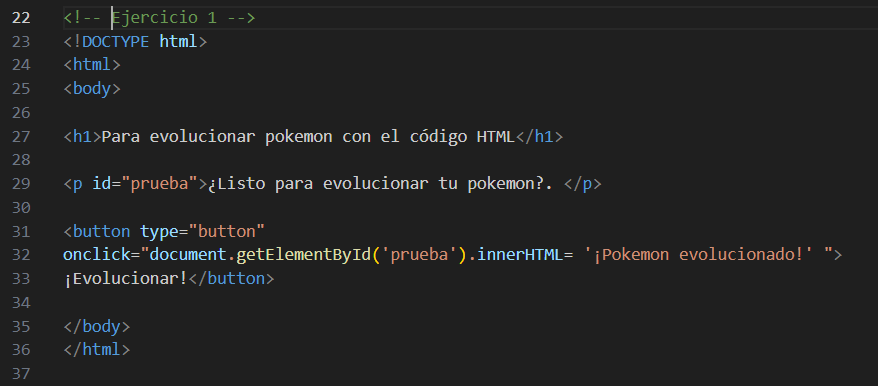 22 <!-- Ejercicio 1 -->
23 <!DOCTYPE html>
24 <html>
25 <body>
26
27 <h1>Para evolucionar pokemon con el código HTML</h1>
28
29 <p id="prueba">¿Listo para evolucionar tu pokemon?. </p>
30
31 <button type="button"
32 onclick="document.getElementById('prueba').innerHTML= '¡Pokemon evolucionado!' ">
33 ¡Evolucionar!</button>
34
35 </body>
36 </html>
37